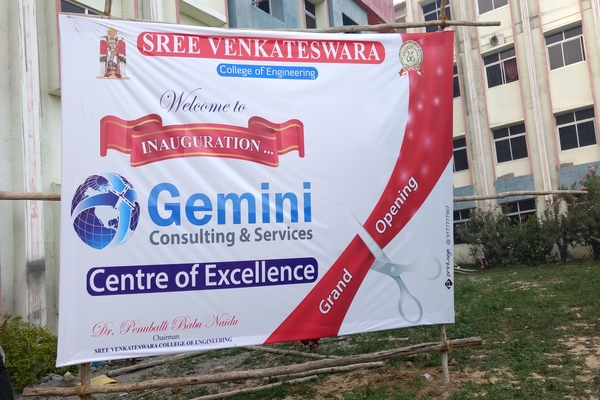 SREE VENKATESWARA
College of Engineering
Welcome to
INAUGURATION...
Gemini
Consulting & Services
Centre of Excellence
Grand Opening
Dr. Penuballi Babu Naidu
Chairman
SREE VENKATESWARA COLLEGE OF ENGINEERING